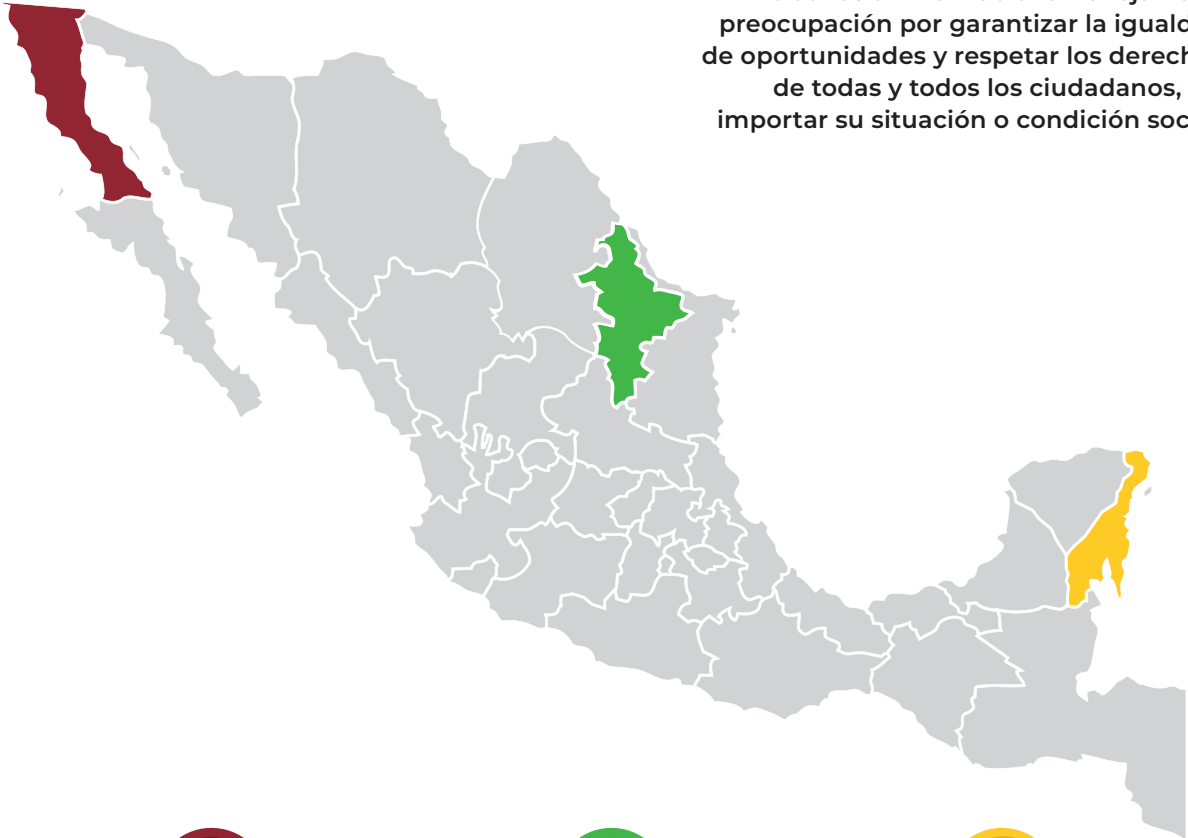 preocupación por garantizar la iguald
de oportunidades y respetar los derech
de todas y todos los ciudadanos,
importar su situación o condición soc